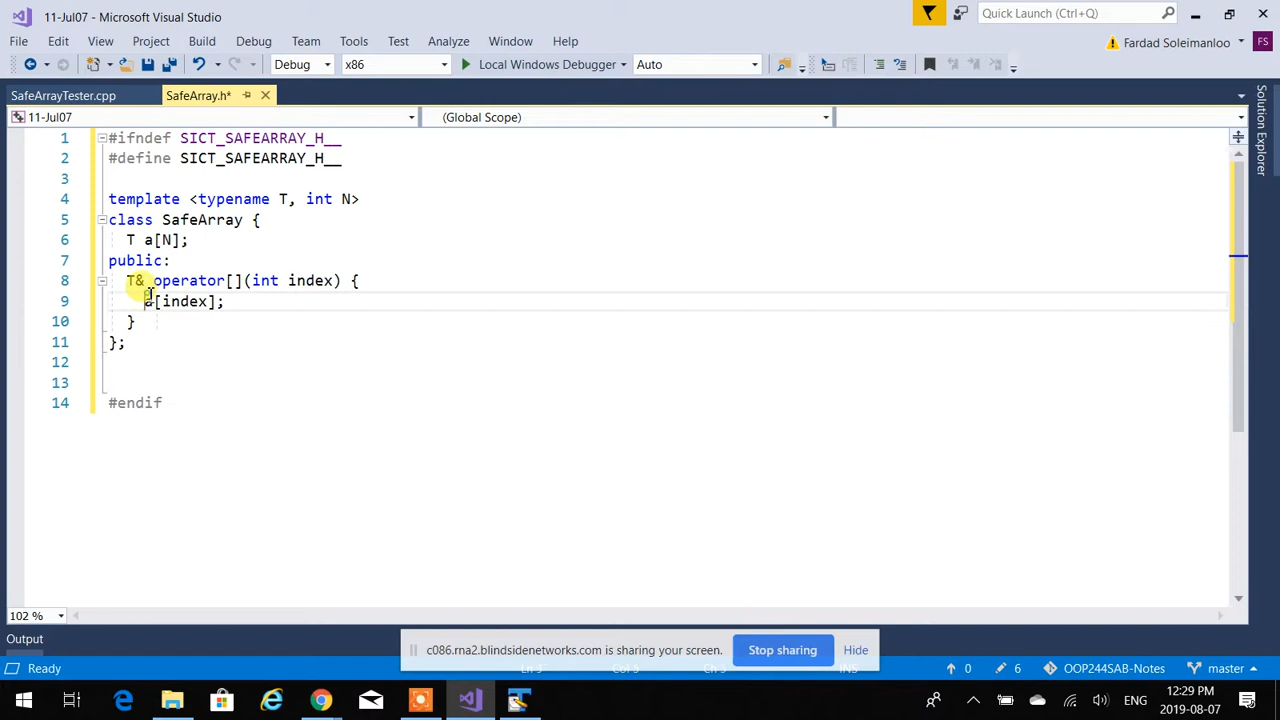 11-Jul07 - Microsoft Visual Studio
Quick Launch (Ctrl+Q)
File Edit View Project Build Debug Team Tools Test Analyze Window Help
Fardad Soleimanloo
FS
Debug x86 Local Windows Debugger Auto
SafeArrayTester.cpp SafeArray.h*
11-Jul07 (Global Scope)
Solution Explorer
1 #ifndef SICT_SAFEARRAY_H__
2 #define SICT_SAFEARRAY_H__
3
4 template <typename T, int N>
5 class SafeArray {
6 T a[N];
7 public:
8 T& operator[](int index) {
9 a[index];
10 }
11 };
12
13
14 #endif
102 %
Output
c086.rna2.blindsidenetworks.com is sharing your screen. Stop sharing Hide
Ready INS 0 6 OOP244SAB-Notes master
ENG 12:29 PM
2019-08-07